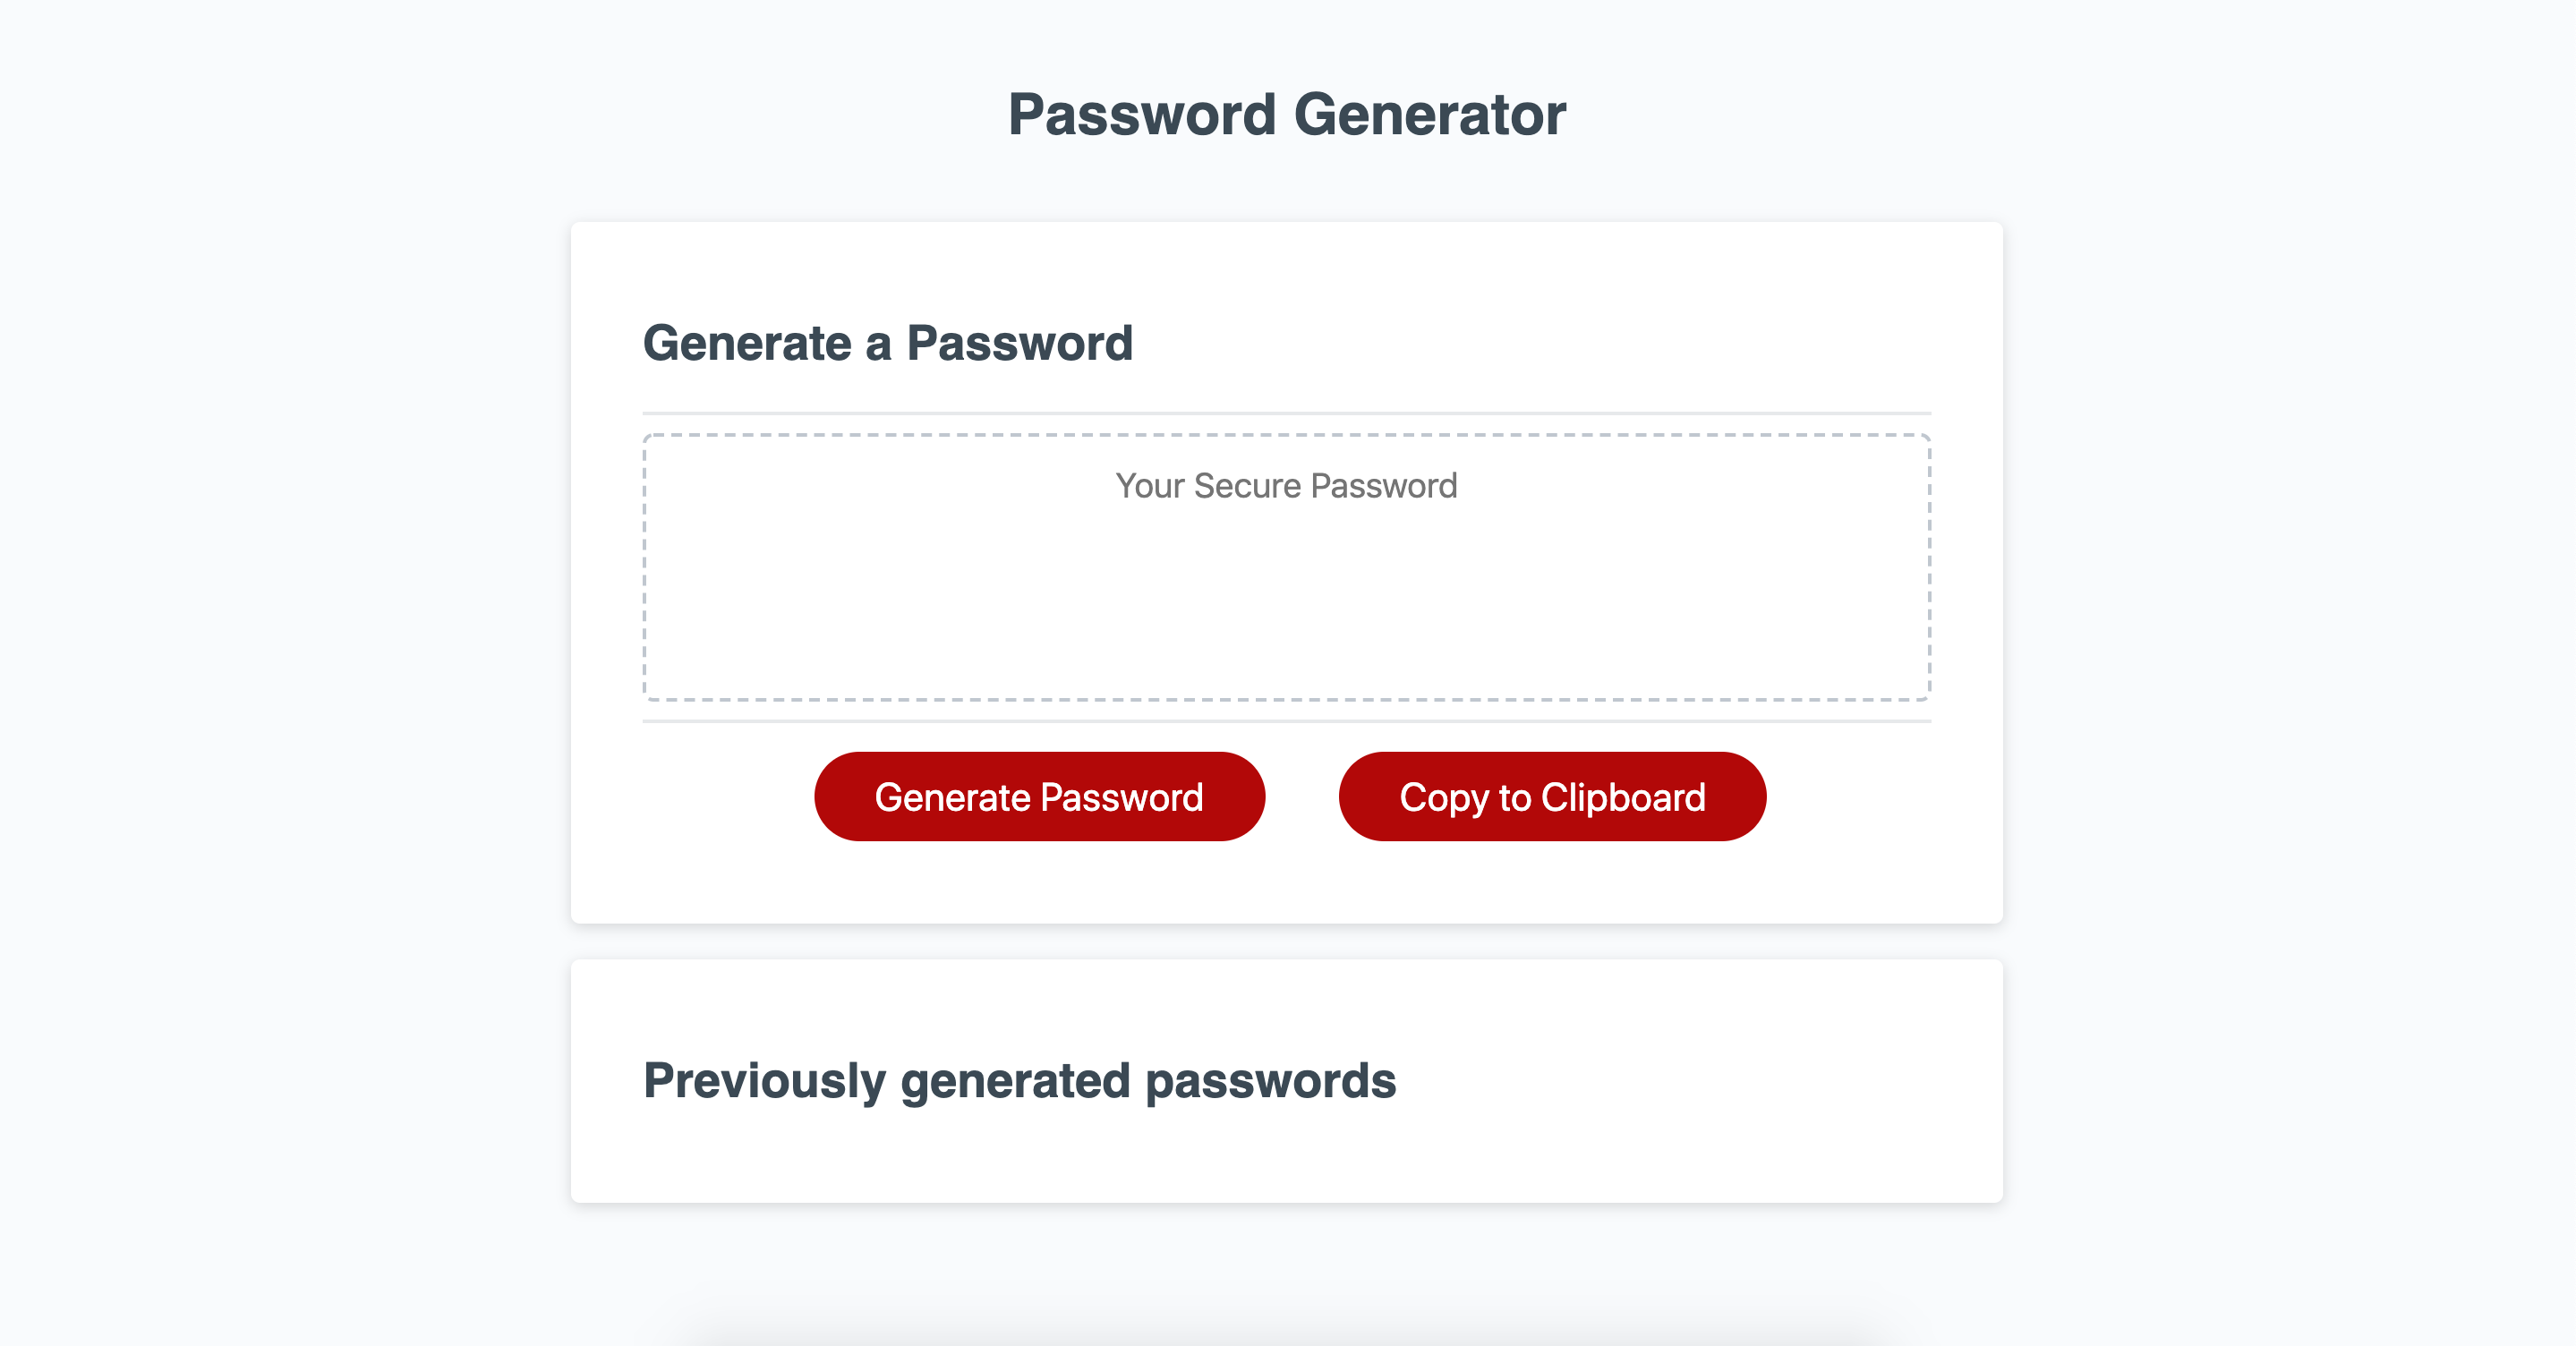 Password Generator
Generate a Password
Your Secure Password
Generate Password
Copy to Clipboard
Previously generated passwords